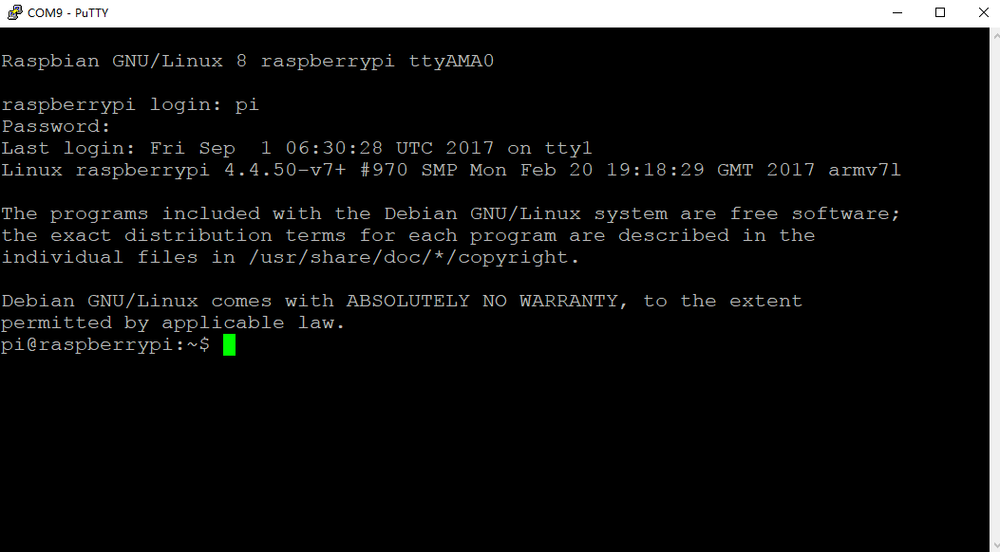 COM9 - PuTTY
Raspbian GNU/Linux 8 raspberrypi ttyAMA0
raspberrypi login: pi
Password:
Last login: Fri Sep  1 06:30:28 UTC 2017 on tty1
Linux raspberrypi 4.4.50-v7+ #970 SMP Mon Feb 20 19:18:29 GMT 2017 armv7l
The programs included with the Debian GNU/Linux system are free software;
the exact distribution terms for each program are described in the
individual files in /usr/share/doc/*/copyright.
Debian GNU/Linux comes with ABSOLUTELY NO WARRANTY, to the extent
permitted by applicable law.
pi@raspberrypi:~$